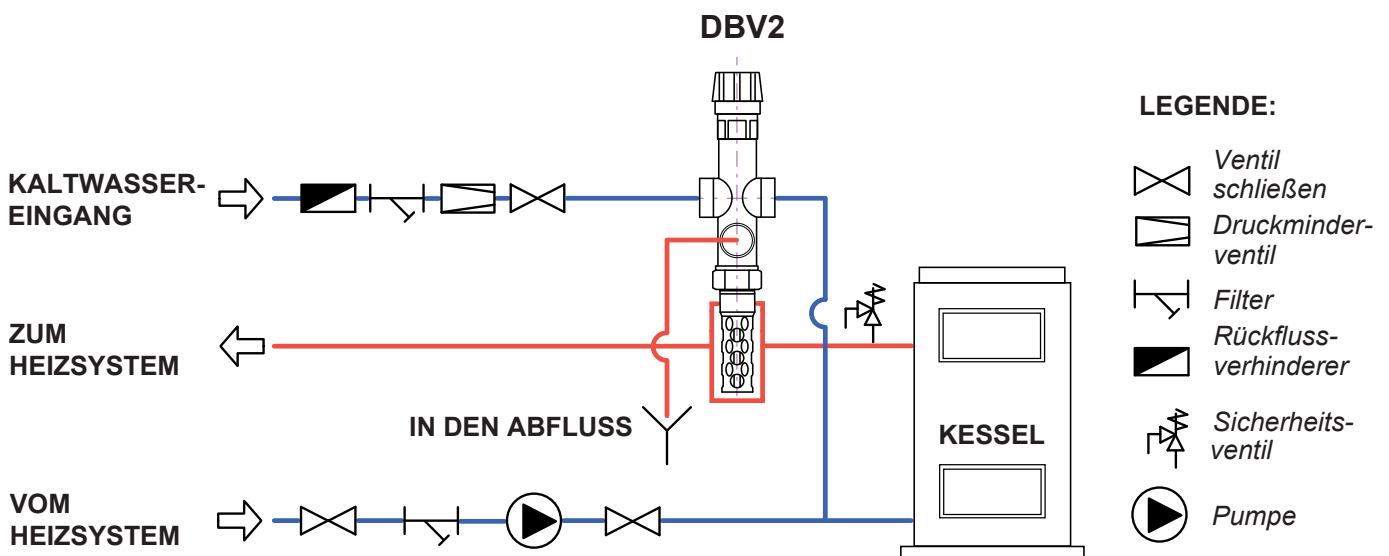 DBV2
KALTWASSER-
EINGANG
ZUM
HEIZSYSTEM
IN DEN ABFLUSS
VOM
HEIZSYSTEM
KESSEL
LEGENDE:
Ventil
schließen
Druckminder-
ventil
Filter
Rückfluss-
verhinderer
Sicherheits-
ventil
Pumpe